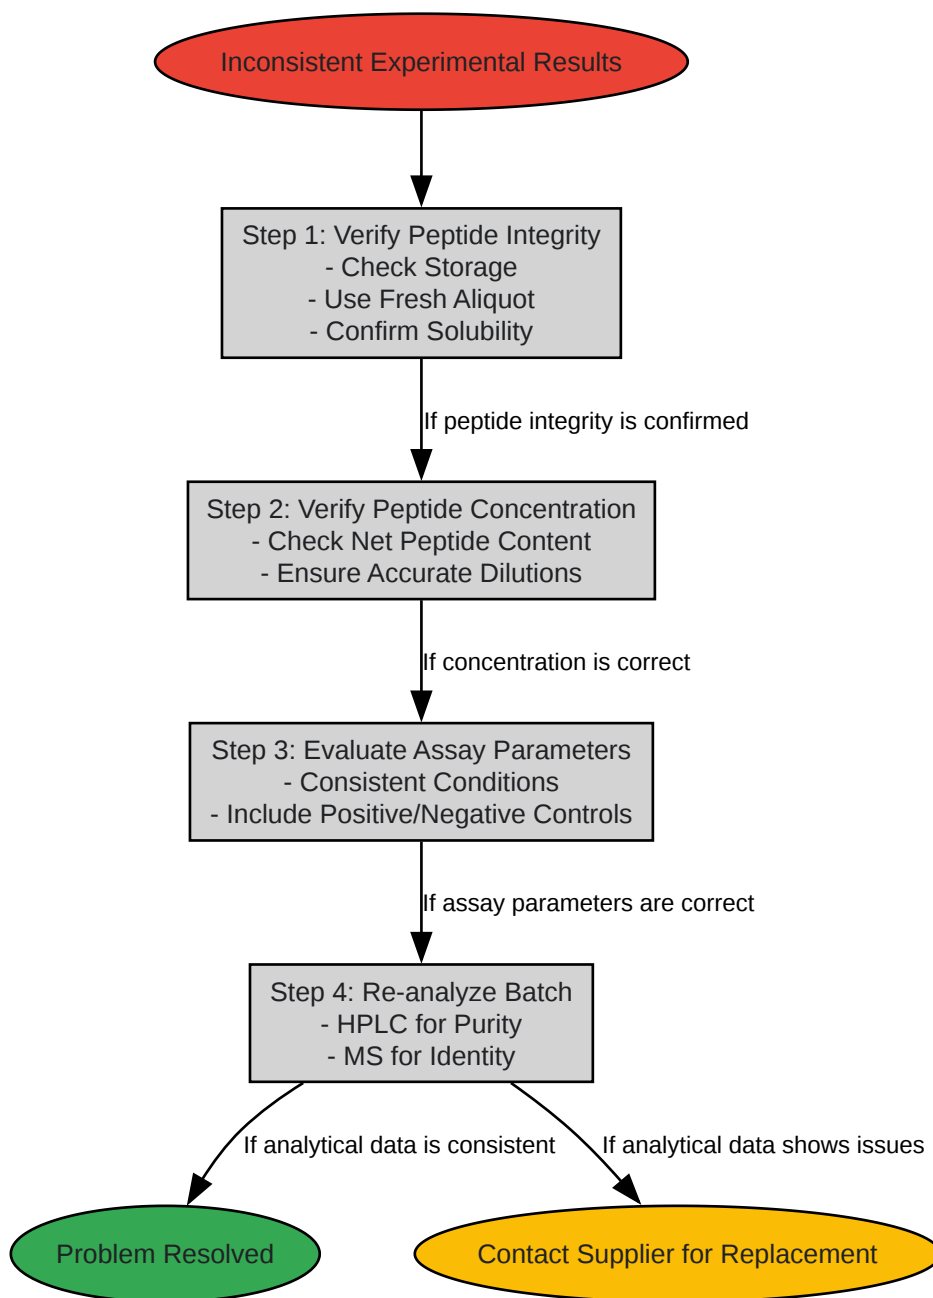 Inconsistent Experimental Results
Step 1: Verify Peptide Integrity
- Check Storage
- Use Fresh Aliquot
- Confirm Solubility
If peptide integrity is confirmed
Step 2: Verify Peptide Concentration
- Check Net Peptide Content
- Ensure Accurate Dilutions
If concentration is correct
Step 3: Evaluate Assay Parameters
- Consistent Conditions
- Include Positive/Negative Controls
If assay parameters are correct
Step 4: Re-analyze Batch
- HPLC for Purity
- MS for Identity
If analytical data is consistent
If analytical data shows issues
Problem Resolved
Contact Supplier for Replacement